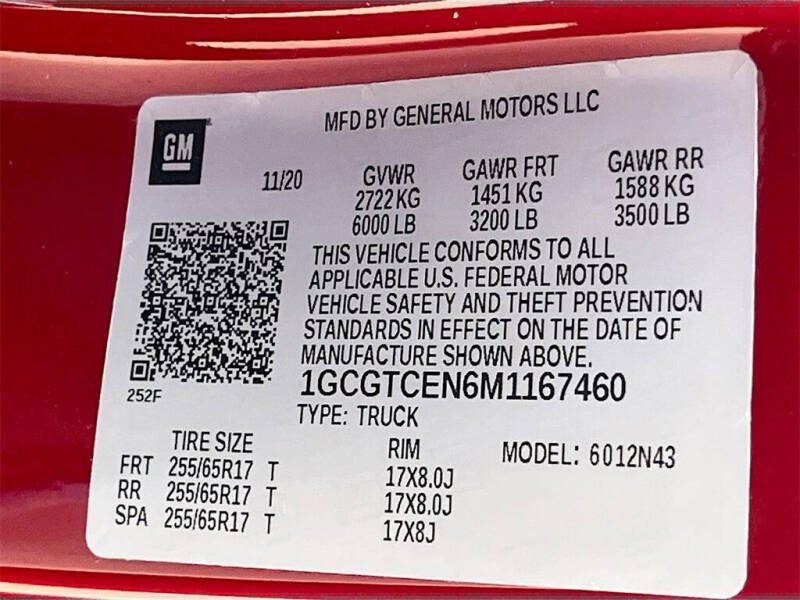 MFD BY GENERAL MOTORS LLC
GM
11/20 GVWR GAWR FRT GAWR RR
2722 KG 1451 KG 1588 KG
6000 LB 3200 LB 3500 LB
THIS VEHICLE CONFORMS TO ALL
APPLICABLE U.S. FEDERAL MOTOR
VEHICLE SAFETY AND THEFT PREVENTION
STANDARDS IN EFFECT ON THE DATE OF
MANUFACTURE SHOWN ABOVE.
252F
1GCGTCEN6M1167460
TYPE: TRUCK
TIRE SIZE RIM MODEL: 6012N43
FRT 255/65R17 T 17X8.0J
RR 255/65R17 T 17X8.0J
SPA 255/65R17 T 17X8J